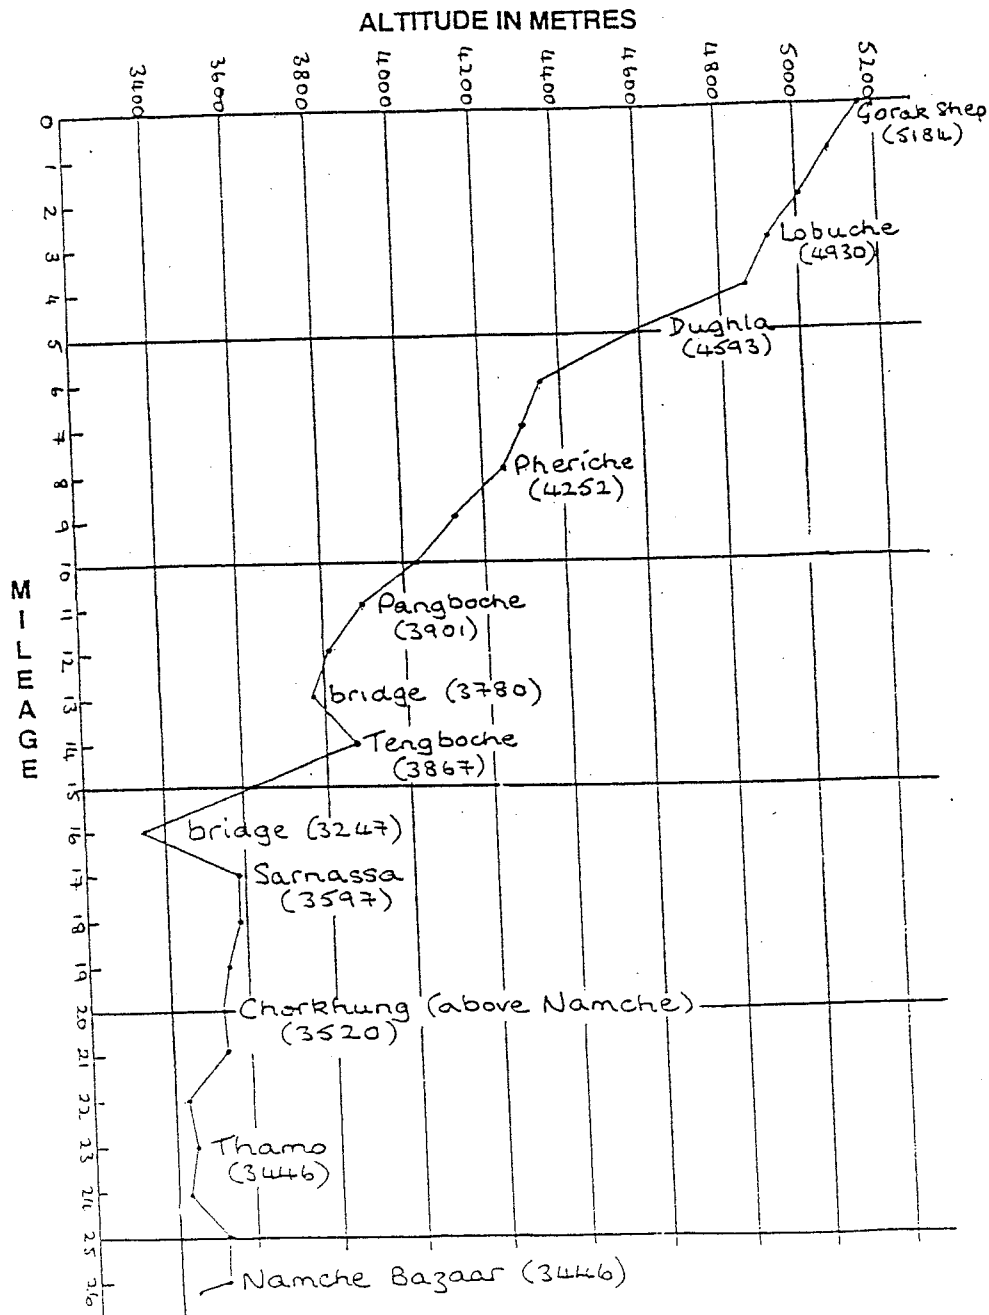 ALTITUDE IN METRES
3400 3600 3800 4000 4200 4400 4600 4800 5000 5200
MILEAGE
0
Gorak Shep
(5184)
1
2
Lobuche
(4930)
3
4
Dughla
(4593)
5
6
7
Pheriche
(4252)
8
9
10
Pangboche
(3901)
11
12
bridge (3780)
13
Tengboche
(3867)
14
15
bridge (3247)
16
Sarnassa
(3597)
17
18
19
Chorkhung (above Namche)
(3520)
20
21
22
Thamo
(3446)
23
24
25
Namche Bazaar (3446)
26